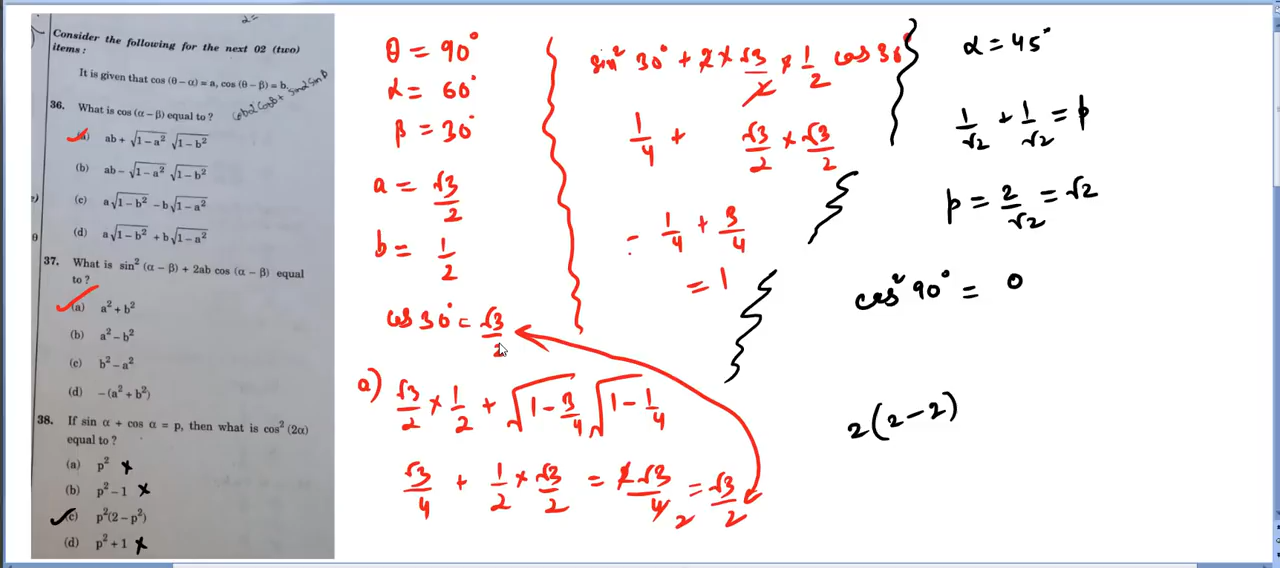 Consider the following for the next 02 (two)
items :
It is given that cos (θ – α) = a, cos (θ – β) = b.
cosα cosβ + sinα sinβ
36. What is cos (α – β) equal to ?
(a) ab + √1 – a² √1 – b²
(b) ab – √1 – a² √1 – b²
(c) a√1 – b² – b√1 – a²
(d) a√1 – b² + b√1 – a²
37. What is sin² (α – β) + 2ab cos (α – β) equal
to ?
(a) a² + b²
(b) a² – b²
(c) b² – a²
(d) – (a² + b²)
38. If sin α + cos α = p, then what is cos² (2α)
equal to ?
(a) p² ×
(b) p² – 1 ×
(c) p²(2 – p²)
(d) p² + 1 ×
θ = 90°
α = 60°
β = 30°
a = √3/2
b = 1/2
cos 30° = √3/2
a) √3/2 × 1/2 + √1 – 3/4 √1 – 1/4
√3/4 + 1/2 × √3/2 = 2√3/4 2 = √3/2
sin² 30° + 2 × √3/2 × 1/2 cos 30°
1/4 + √3/2 × √3/2
= 1/4 + 3/4
= 1
α = 45°
1/√2 + 1/√2 = p
p = 2/√2 = √2
cos² 90° = 0
2(2 – 2)